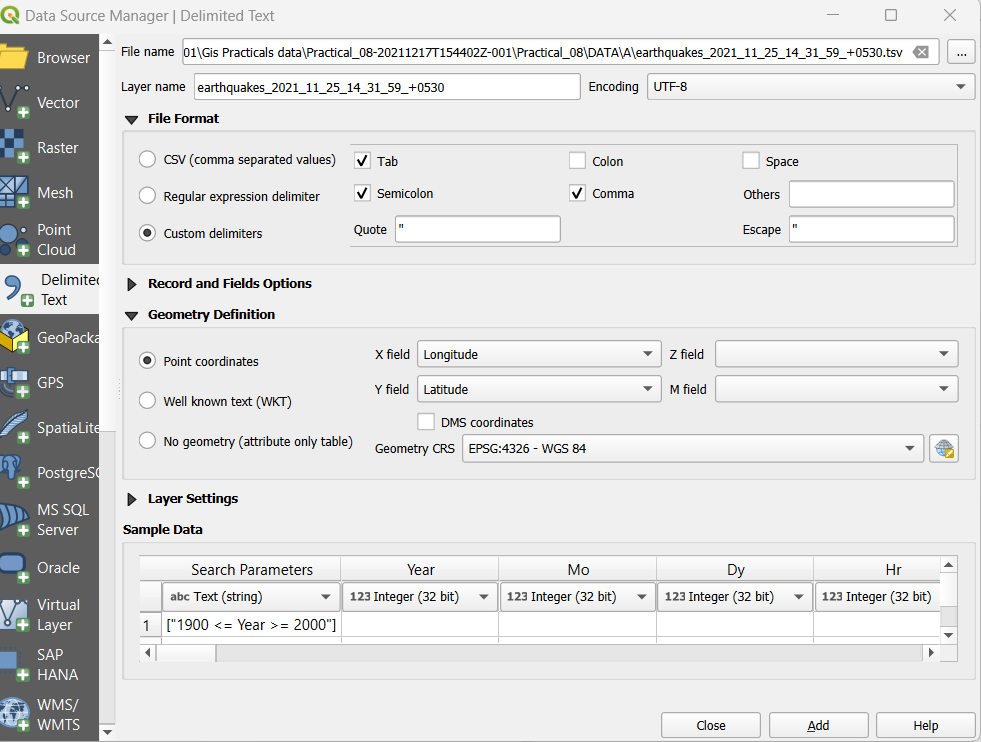 Data Source Manager | Delimited Text
Browser
Vector
Raster
Mesh
Point
Cloud
Delimited
Text
GeoPacka
GPS
SpatiaLite
PostgreSQ
MS SQL
Server
Oracle
Virtual
Layer
SAP
HANA
WMS/
WMTS
File name 01\Gis Practicals data\Practical_08-20211217T154402Z-001\Practical_08\DATA\A\earthquakes_2021_11_25_14_31_59_+0530.tsv ...
Layer name earthquakes_2021_11_25_14_31_59_+0530 Encoding UTF-8
File Format
CSV (comma separated values) Tab Colon Space
Regular expression delimiter Semicolon Comma Others
Custom delimiters Quote " Escape "
Record and Fields Options
Geometry Definition
Point coordinates X field Longitude Z field
Well known text (WKT) Y field Latitude M field
DMS coordinates
No geometry (attribute only table) Geometry CRS EPSG:4326 - WGS 84
Layer Settings
Sample Data
Search Parameters Year Mo Dy Hr
abc Text (string) 123 Integer (32 bit) 123 Integer (32 bit) 123 Integer (32 bit) 123 Integer (32 bit)
1 ["1900 <= Year >= 2000"]
Close Add Help